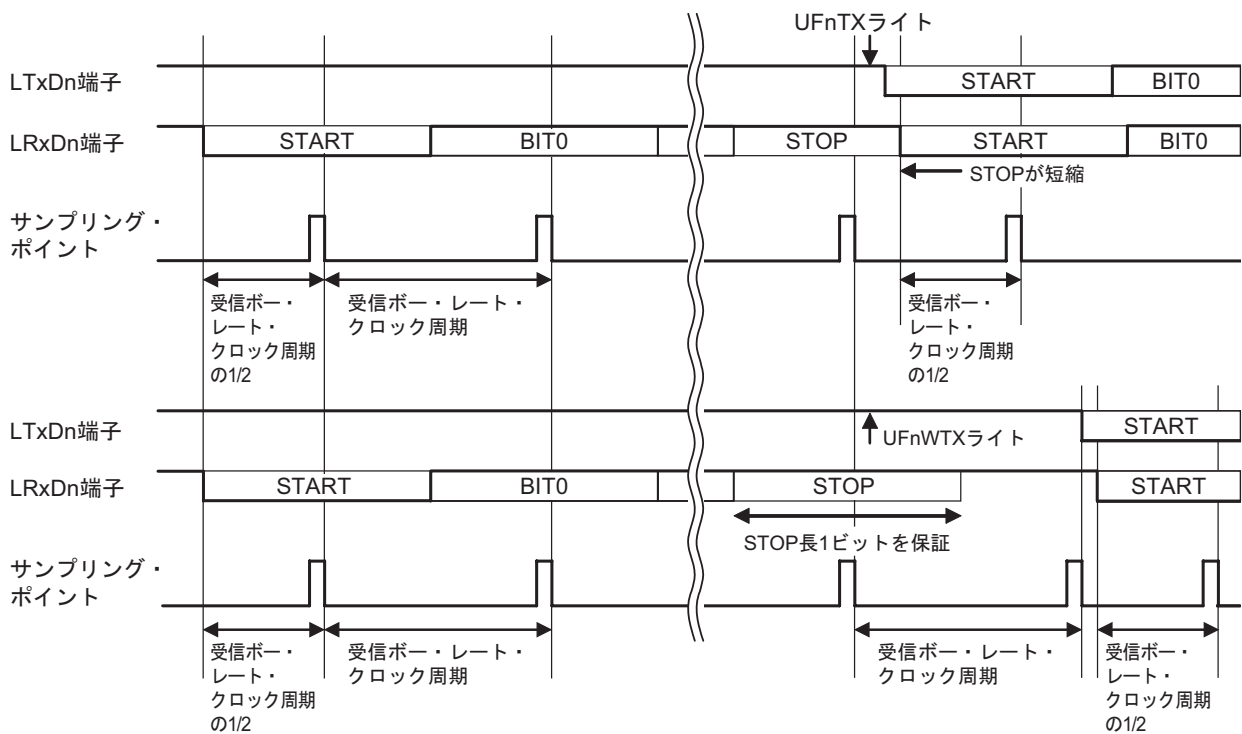 UFnTXライト
LTxDn端子
START
BIT0
LRxDn端子
START
BIT0
STOP
START
BIT0
STOPが短縮
サンプリング・
ポイント
受信ボー・
レート・
クロック周期
の1/2
受信ボー・レート・
クロック周期
受信ボー・
レート・
クロック周期
の1/2
LTxDn端子
START
UFnWTXライト
LRxDn端子
START
BIT0
STOP
START
STOP長1ビットを保証
サンプリング・
ポイント
受信ボー・
レート・
クロック周期
の1/2
受信ボー・レート・
クロック周期
受信ボー・レート・
クロック周期
受信ボー・
レート・
クロック周期
の1/2